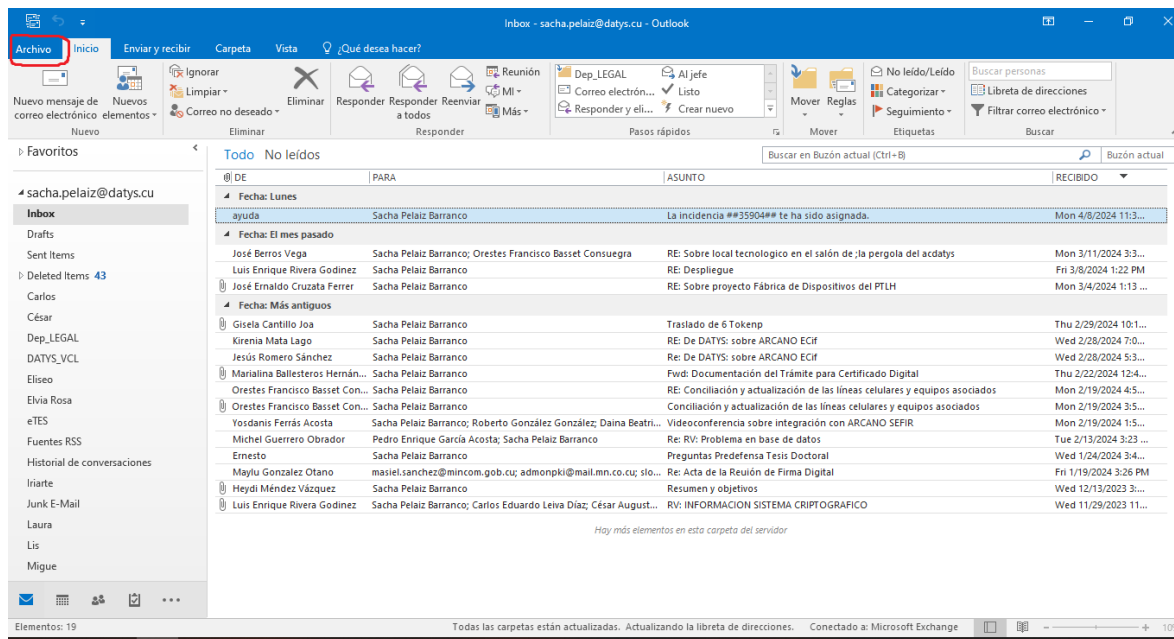 Inbox - sacha.pelaiz@datys.cu - Outlook
Archivo Inicio Enviar y recibir Carpeta Vista ¿Qué desea hacer?
Nuevo mensaje de correo electrónico
Nuevos elementos
Nuevo
Ignorar
Limpiar
Correo no deseado
Eliminar
Eliminar
Responder
Responder a todos
Reenviar
Reunión
MI
Más
Responder
Dep_LEGAL
Correo electrón...
Responder y eli...
Al jefe
Listo
Crear nuevo
Pasos rápidos
Mover
Reglas
Mover
No leído/Leído
Categorizar
Seguimiento
Etiquetas
Buscar personas
Libreta de direcciones
Filtrar correo electrónico
Buscar
Favoritos
sacha.pelaiz@datys.cu
Inbox
Drafts
Sent Items
Deleted Items 43
Carlos
César
Dep_LEGAL
DATYS_VCL
Eliseo
Elvia Rosa
eTES
Fuentes RSS
Historial de conversaciones
Iriarte
Junk E-Mail
Laura
Lis
Migue
Todo No leídos
Buscar en Buzón actual (Ctrl+B) Buzón actual
DE PARA ASUNTO RECIBIDO
Fecha: Lunes
ayuda Sacha Pelaiz Barranco La incidencia ##35904## te ha sido asignada. Mon 4/8/2024 11:3...
Fecha: El mes pasado
José Berros Vega Sacha Pelaiz Barranco; Orestes Francisco Basset Consuegra RE: Sobre local tecnologico en el salón de ;la pergola del acdatys Mon 3/11/2024 3:3...
Luis Enrique Rivera Godinez Sacha Pelaiz Barranco RE: Despliegue Fri 3/8/2024 1:22 PM
José Ernaldo Cruzata Ferrer Sacha Pelaiz Barranco RE: Sobre proyecto Fábrica de Dispositivos del PTLH Mon 3/4/2024 1:13 ...
Fecha: Más antiguos
Gisela Cantillo Joa Sacha Pelaiz Barranco Traslado de 6 Tokenp Thu 2/29/2024 10:1...
Kirenia Mata Lago Sacha Pelaiz Barranco RE: De DATYS: sobre ARCANO ECif Wed 2/28/2024 7:0...
Jesús Romero Sánchez Sacha Pelaiz Barranco Re: De DATYS: sobre ARCANO ECif Wed 2/28/2024 5:3...
Marialina Ballesteros Hernán... Sacha Pelaiz Barranco Fwd: Documentación del Trámite para Certificado Digital Thu 2/22/2024 12:4...
Orestes Francisco Basset Con... Sacha Pelaiz Barranco RE: Conciliación y actualización de las líneas celulares y equipos asociados Mon 2/19/2024 4:5...
Orestes Francisco Basset Con... Sacha Pelaiz Barranco Conciliación y actualización de las líneas celulares y equipos asociados Mon 2/19/2024 3:5...
Yosdanis Ferrás Acosta Sacha Pelaiz Barranco; Roberto González González; Daina Beatri... Videoconferencia sobre integración con ARCANO SEFIR Mon 2/19/2024 1:5...
Michel Guerrero Obrador Pedro Enrique García Acosta; Sacha Pelaiz Barranco Re: RV: Problema en base de datos Tue 2/13/2024 3:23 ...
Ernesto Sacha Pelaiz Barranco Preguntas Predefensa Tesis Doctoral Wed 1/24/2024 3:4...
Maylu Gonzalez Otano masiel.sanchez@mincom.gob.cu; admonpki@mail.mn.co.cu; slo... Re: Acta de la Reuión de Firma Digital Fri 1/19/2024 3:26 PM
Heydi Méndez Vázquez Sacha Pelaiz Barranco Resumen y objetivos Wed 12/13/2023 3:...
Luis Enrique Rivera Godinez Sacha Pelaiz Barranco; Carlos Eduardo Leiva Díaz; César August... RV: INFORMACION SISTEMA CRIPTOGRAFICO Wed 11/29/2023 11...
Hay más elementos en esta carpeta del servidor
Elementos: 19 Todas las carpetas están actualizadas. Actualizando la libreta de direcciones. Conectado a: Microsoft Exchange 10